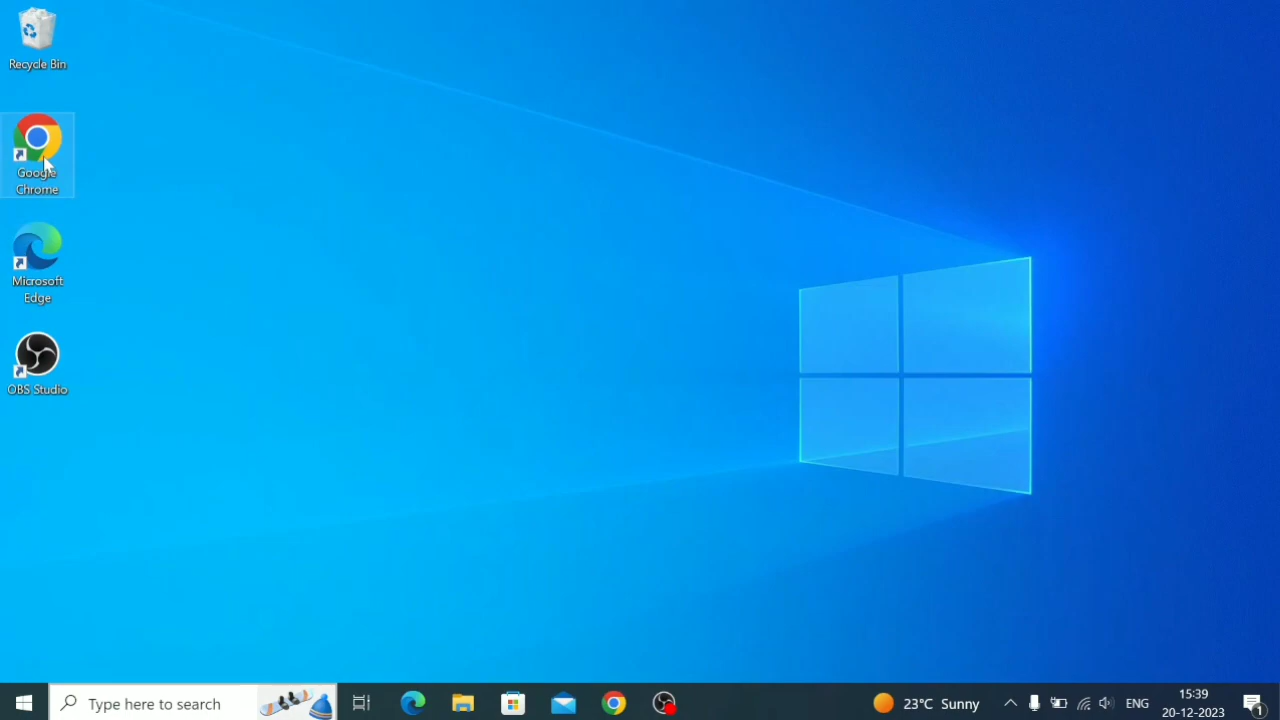 Recycle Bin
Google
Chrome
Microsoft
Edge
OBS Studio
Type here to search
23°C Sunny
ENG
15:39
20-12-2023
1